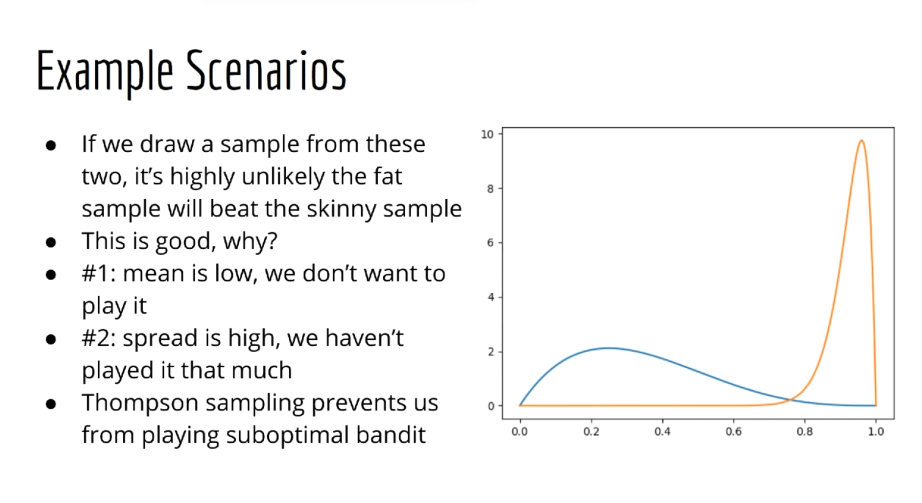 Example Scenarios
● If we draw a sample from these
two, it's highly unlikely the fat
sample will beat the skinny sample
● This is good, why?
● #1: mean is low, we don't want to
play it
● #2: spread is high, we haven't
played it that much
● Thompson sampling prevents us
from playing suboptimal bandit
10
8
6
4
2
0
0.0 0.2 0.4 0.6 0.8 1.0